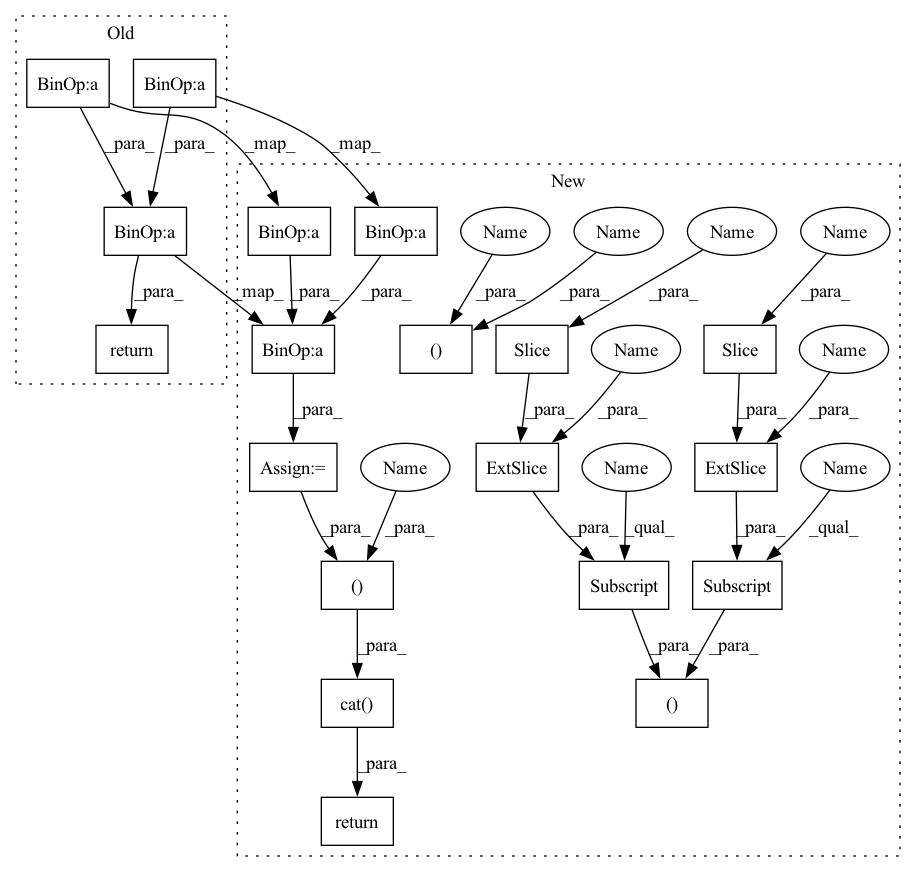 Old
BinOp:a BinOp:a
_para_ _para_ _map_ _map_
New
BinOp:a BinOp:a BinOp:a Name Name Name Name
_para_ _map_ _para_ _para_ _para_ _para_ _para_ _para_
return BinOp:a () Slice Name Slice Name
_para_ _para_ _para_ _para_ _para_
Assign:= Name ExtSlice Name ExtSlice Name
_para_ _para_ _para_ _qual_ _para_ _qual_
() Subscript Subscript
_para_ _para_ _para_
cat() ()
_para_
return